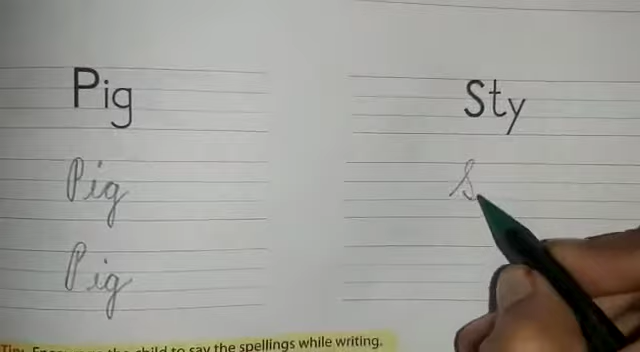 Pig
Sty
Pig
S
Pig
Tip: Encourage the child to say the spellings while writing.